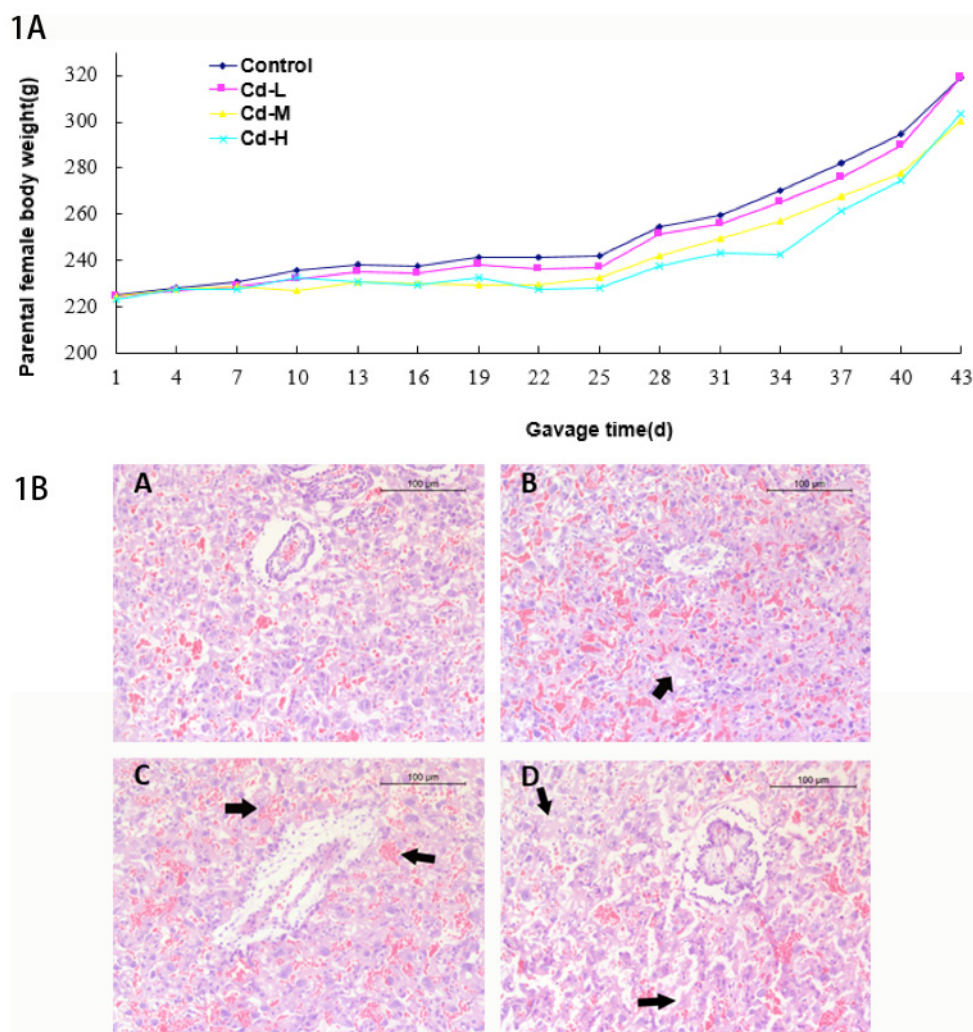 1A
Parental female body weight(g)
320
300
280
260
240
220
200
Control
Cd-L
Cd-M
Cd-H
1 4 7 10 13 16 19 22 25 28 31 34 37 40 43
Gavage time(d)
1B
A
100 µm
B
100 µm
C
100 µm
D
100 µm